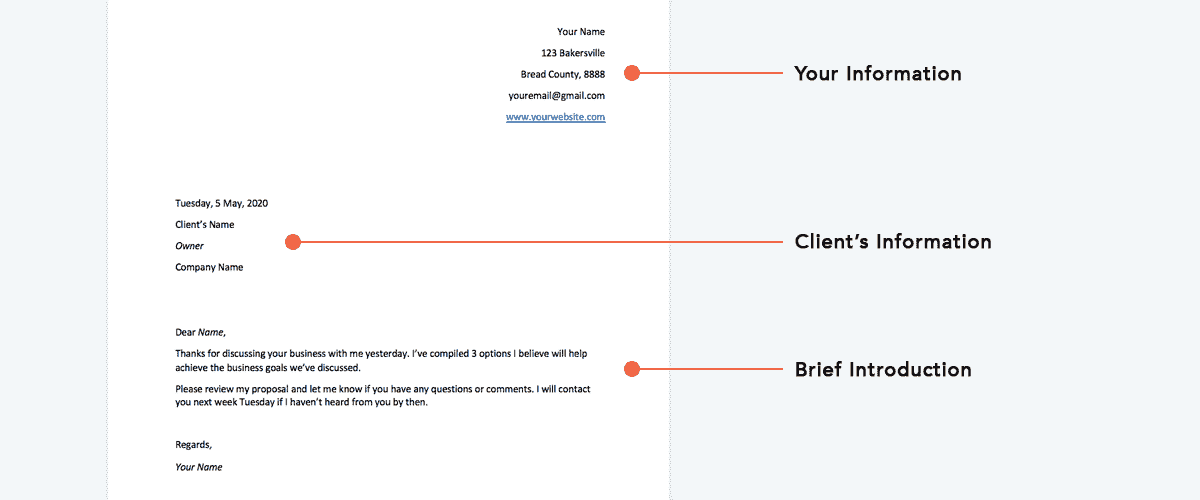 Your Name
123 Bakersville
Bread County, 8888
youremail@gmail.com
www.yourwebsite.com
Your Information
Tuesday, 5 May, 2020
Client's Name
Owner
Company Name
Client's Information
Dear Name,
Thanks for discussing your business with me yesterday. I've compiled 3 options I believe will help
achieve the business goals we've discussed.
Please review my proposal and let me know if you have any questions or comments. I will contact
you next week Tuesday if I haven't heard from you by then.
Brief Introduction
Regards,
Your Name